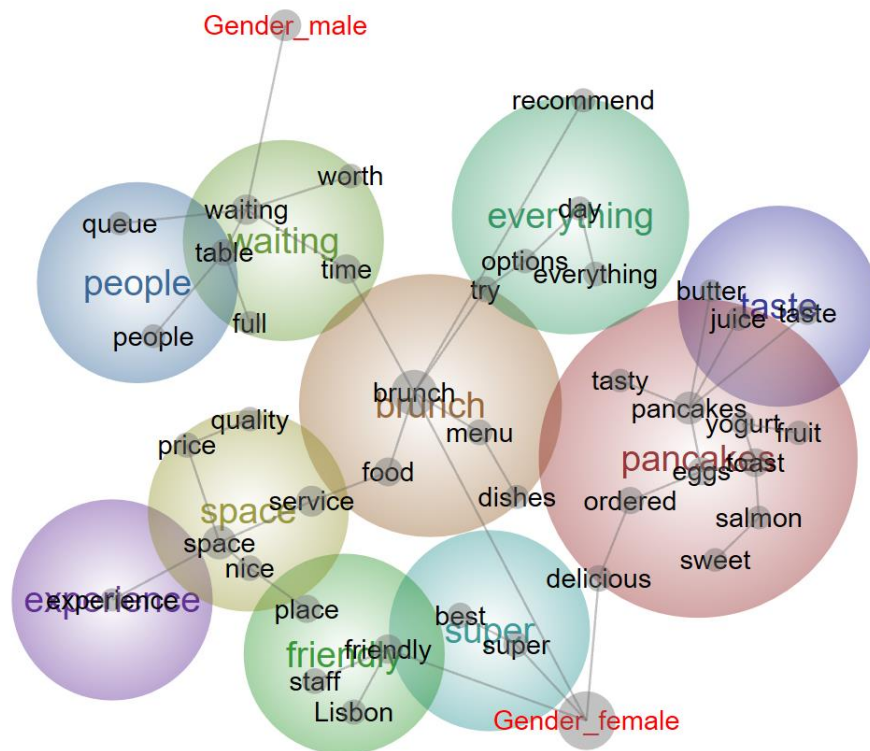 Gender_male
recommend
worth
queue
waiting
day
everything
waiting
table
options
people
time
everything
try
butter
taste
juice
taste
full
people
tasty
brunch
brunch
pancakes
quality
yogurt
fruit
price
menu
pancakes
toast
eggs
food
service
dishes
ordered
space
salmon
space
nice
sweet
delicious
experience
experience
place
best
super
super
friendly
friendly
staff
Lisbon
Gender_female